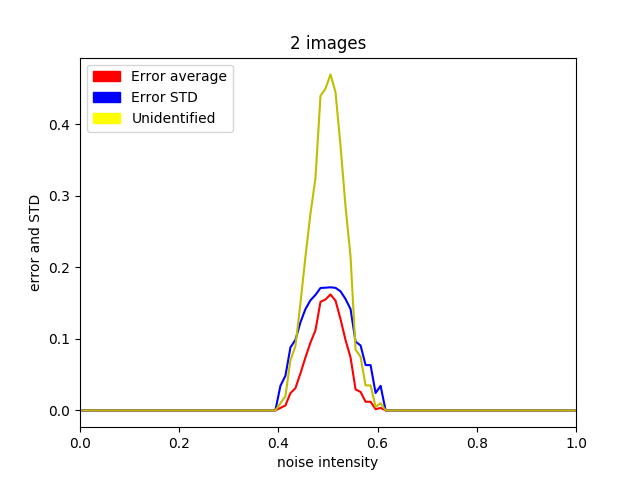 2 images
Error average
Error STD
Unidentified
error and STD
0.4
0.3
0.2
0.1
0.0
0.0 0.2 0.4 0.6 0.8 1.0
noise intensity